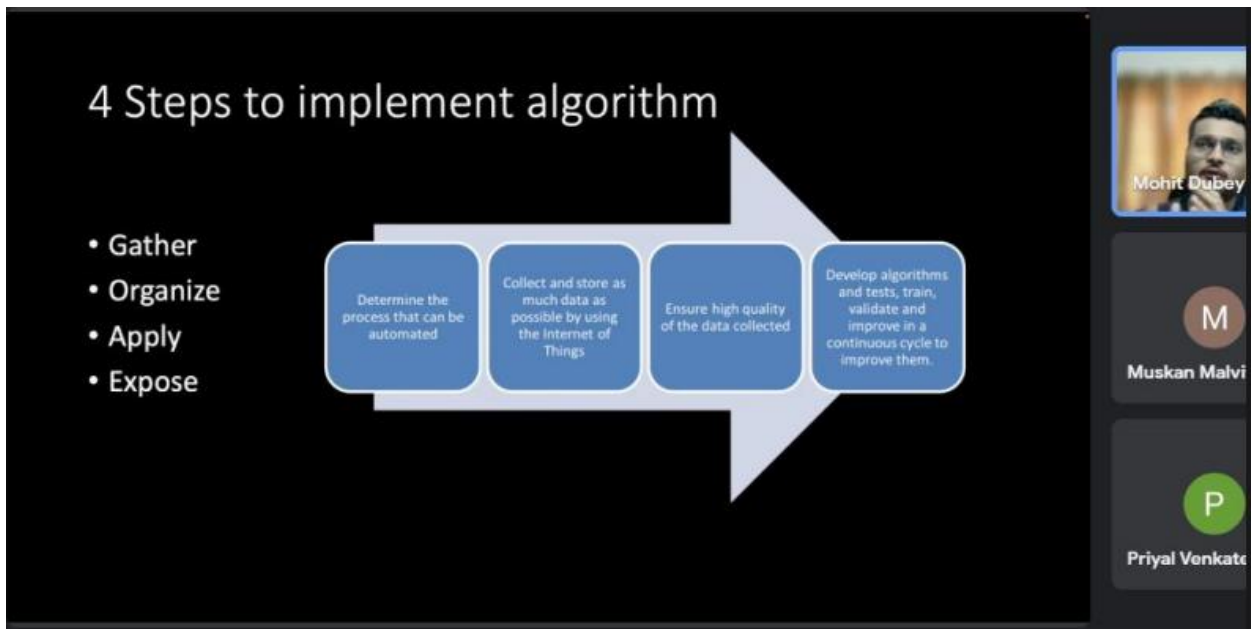 4 Steps to implement algorithm
• Gather
• Organize
• Apply
• Expose
Determine the
process that can be
automated
Collect and store as
much data as
possible by using
the Internet of
Things
Ensure high quality
of the data collected
Develop algorithms
and tests, train,
validate and
improve in a
continuous cycle to
improve them.
Mohit Dubey
M
Muskan Malvi
P
Priyal Venkate